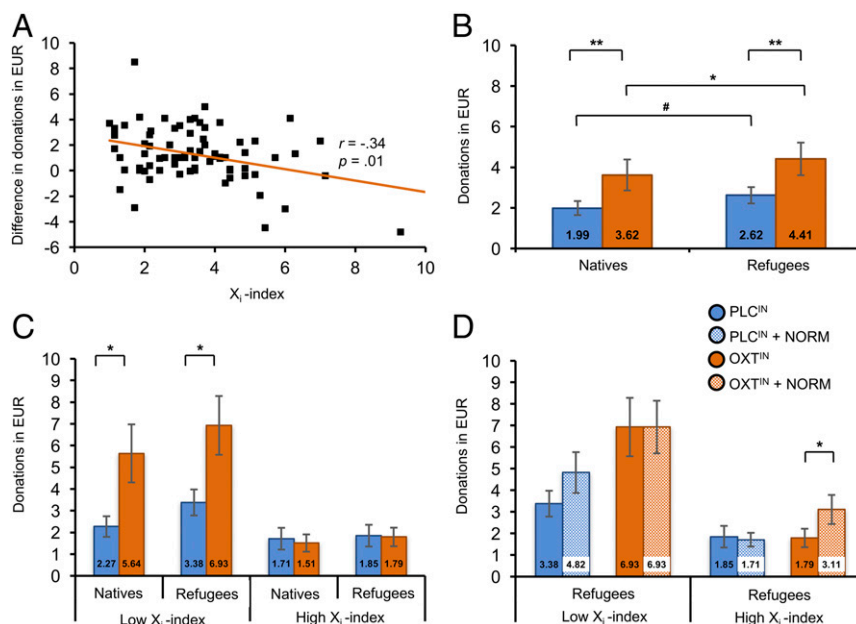 A
Difference in donations in EUR
10
8
6
4
2
0
-2
-4
-6
0
2
4
6
8
10
r = -.34
p = .01
Xi -index
B
Donations in EUR
10
8
6
4
2
0
**
**
*
#
1.99
3.62
2.62
4.41
Natives
Refugees
C
Donations in EUR
10
9
8
7
6
5
4
3
2
1
0
*
*
2.27
5.64
3.38
6.93
1.71
1.51
1.85
1.79
Natives
Refugees
Natives
Refugees
Low Xi -index
High Xi -index
D
PLCIN
PLCIN + NORM
OXTIN
OXTIN + NORM
Donations in EUR
10
9
8
7
6
5
4
3
2
1
0
*
3.38
4.82
6.93
6.93
1.85
1.71
1.79
3.11
Refugees
Refugees
Low Xi -index
High Xi -index